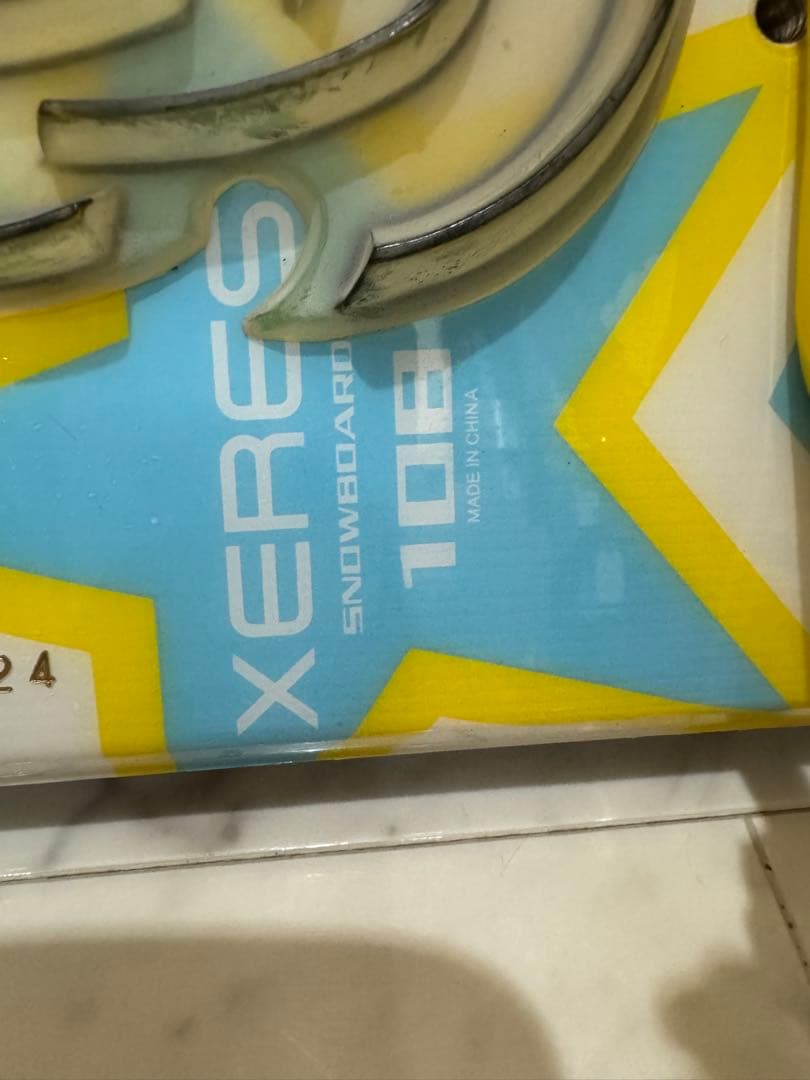 XERES
SNOWBOARD
108
MADE IN CHINA
24